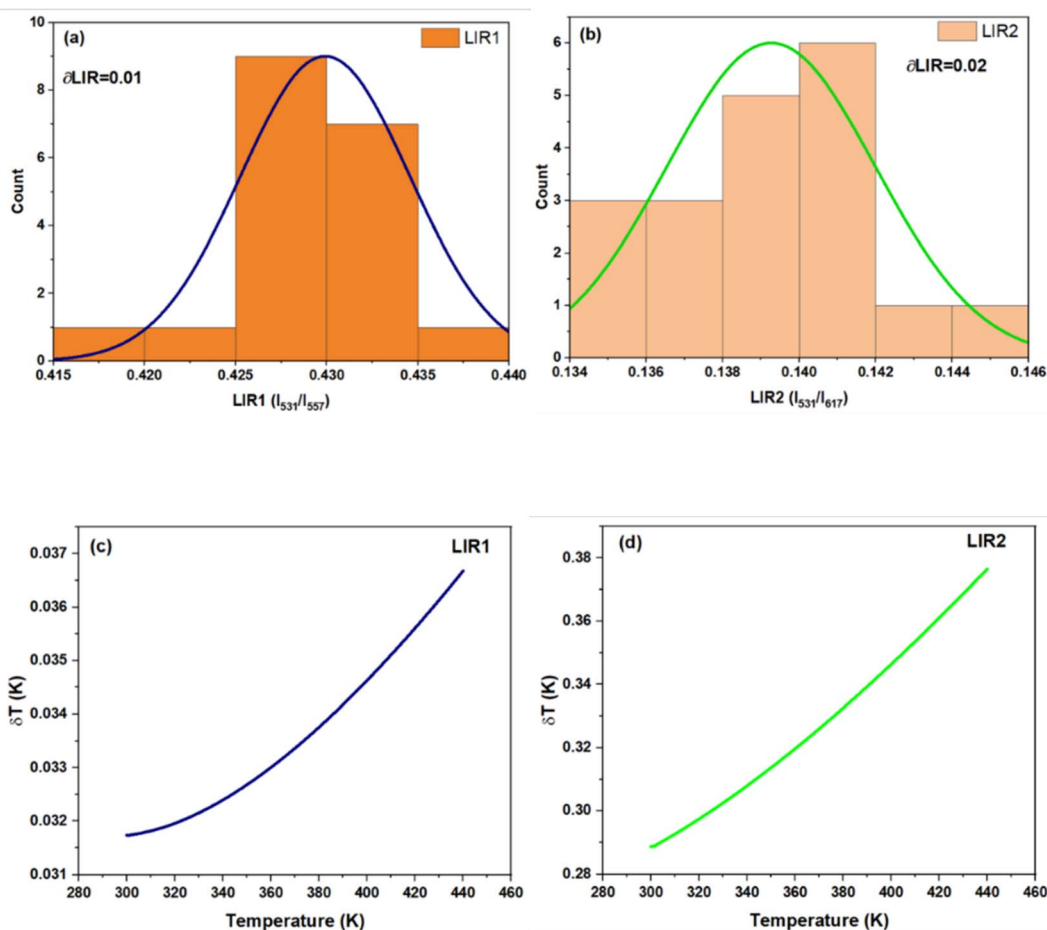 (a)
LIR1
∂LIR=0.01
Count
10
8
6
4
2
0
0.415 0.420 0.425 0.430 0.435 0.440
LIR1 (I531/I557)
(b)
LIR2
∂LIR=0.02
Count
6
5
4
3
2
1
0
0.134 0.136 0.138 0.140 0.142 0.144 0.146
LIR2 (I531/I617)
(c)
LIR1
δT (K)
0.037
0.036
0.035
0.034
0.033
0.032
0.031
280 300 320 340 360 380 400 420 440 460
Temperature (K)
(d)
LIR2
δT (K)
0.38
0.36
0.34
0.32
0.30
0.28
280 300 320 340 360 380 400 420 440 460
Temperature (K)